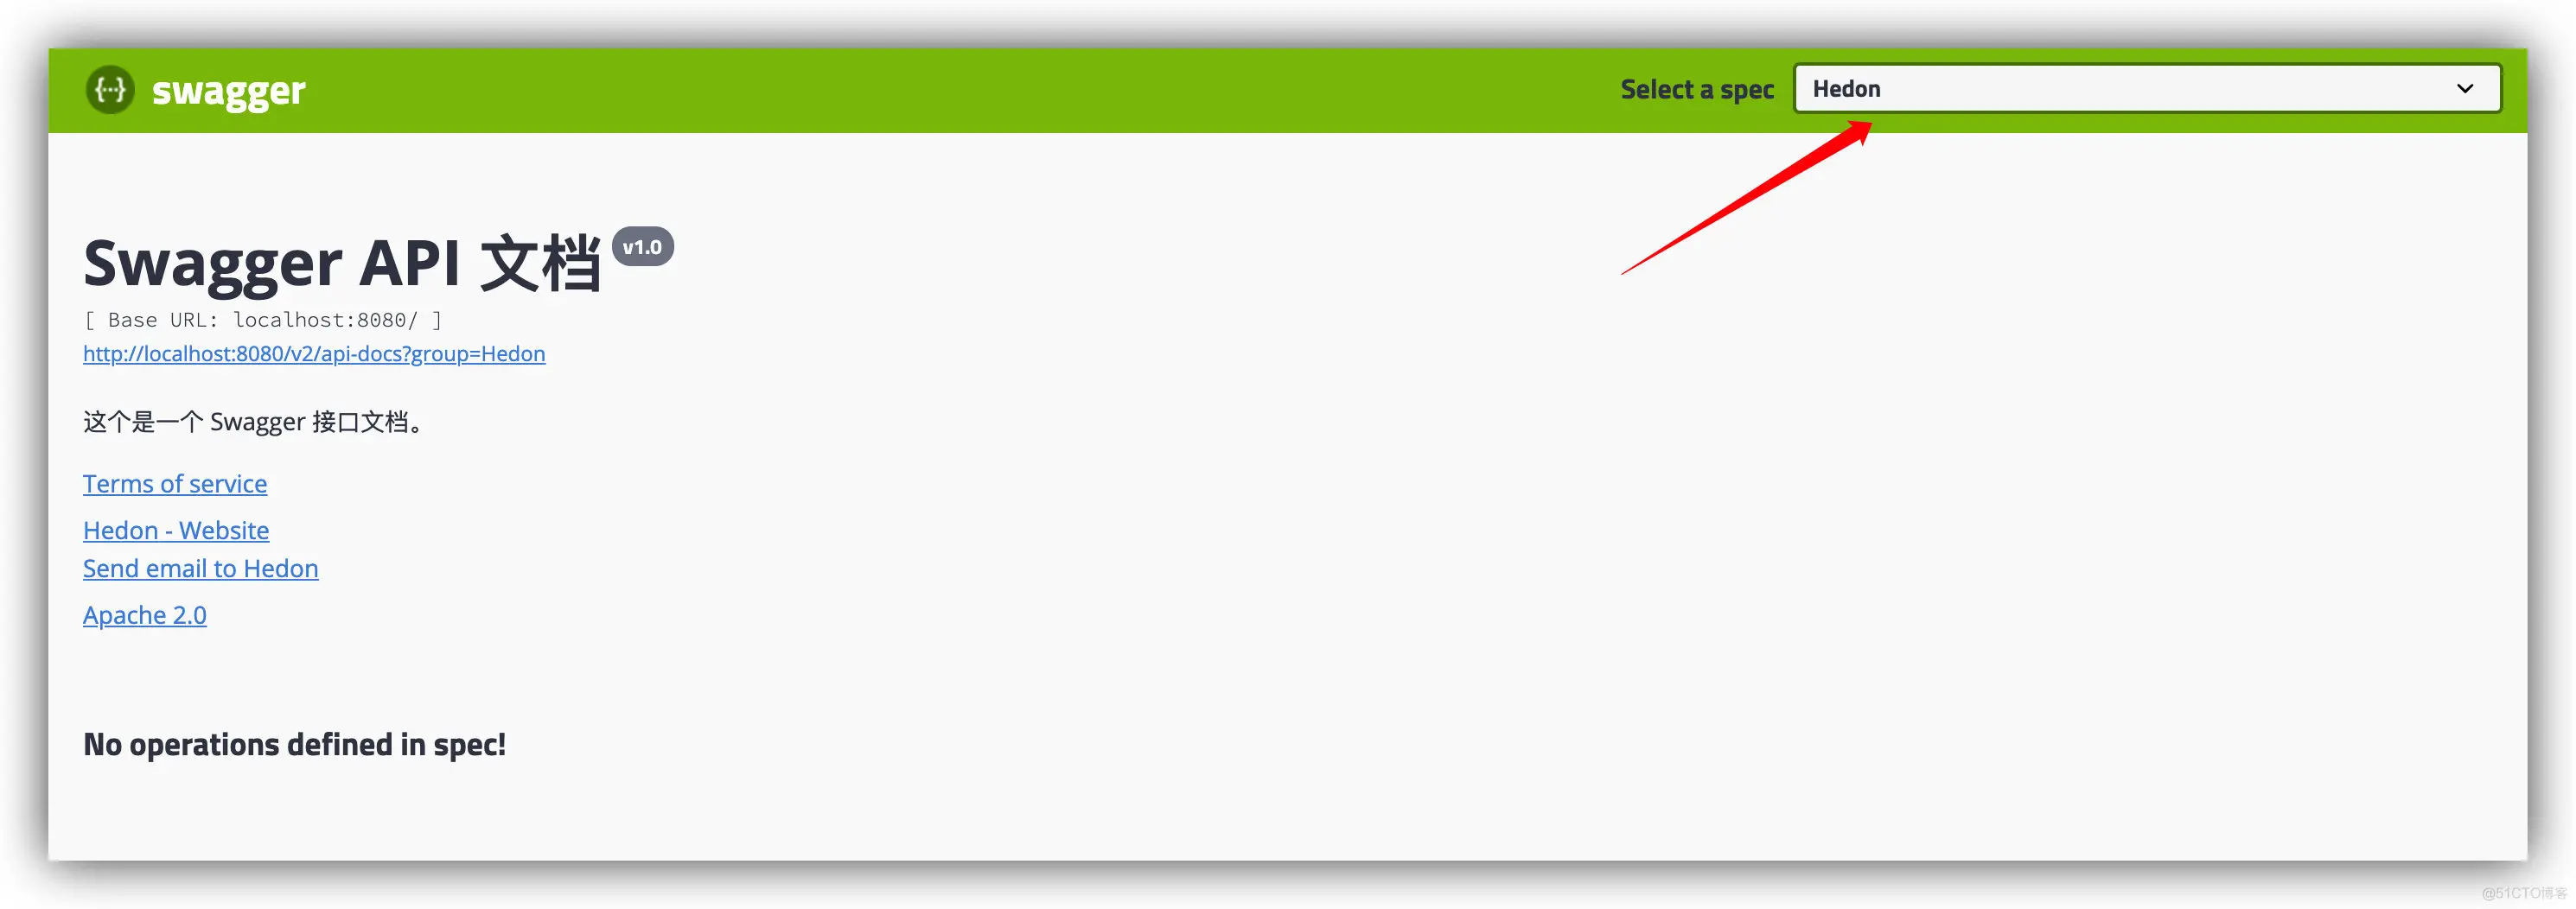 {···} swagger
Select a spec
Hedon
Swagger API 文档 v1.0
[ Base URL: localhost:8080/ ]
http://localhost:8080/v2/api-docs?group=Hedon
这个是一个 Swagger 接口文档。
Terms of service
Hedon - Website
Send email to Hedon
Apache 2.0
No operations defined in spec!
@51CTO博客